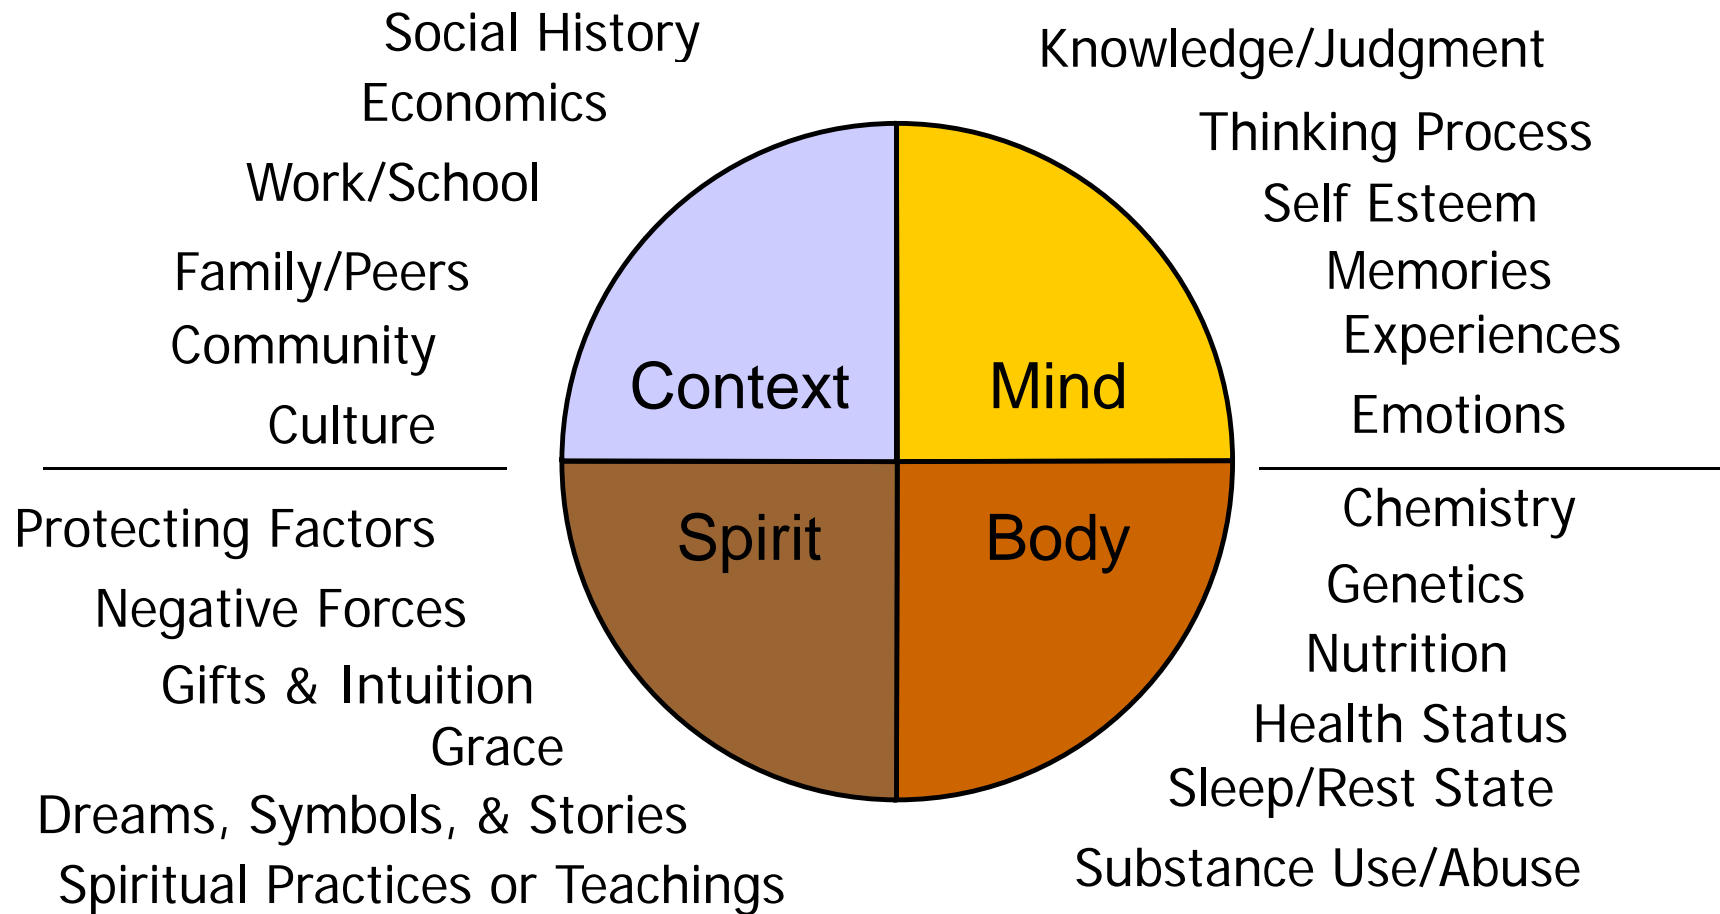 Social History
Economics
Work/School
Family/Peers
Community
Culture
Knowledge/Judgment
Thinking Process
Self Esteem
Memories
Experiences
Emotions
Context
Mind
Spirit
Body
Protecting Factors
Negative Forces
Gifts & Intuition
Grace
Dreams, Symbols, & Stories
Spiritual Practices or Teachings
Chemistry
Genetics
Nutrition
Health Status
Sleep/Rest State
Substance Use/Abuse